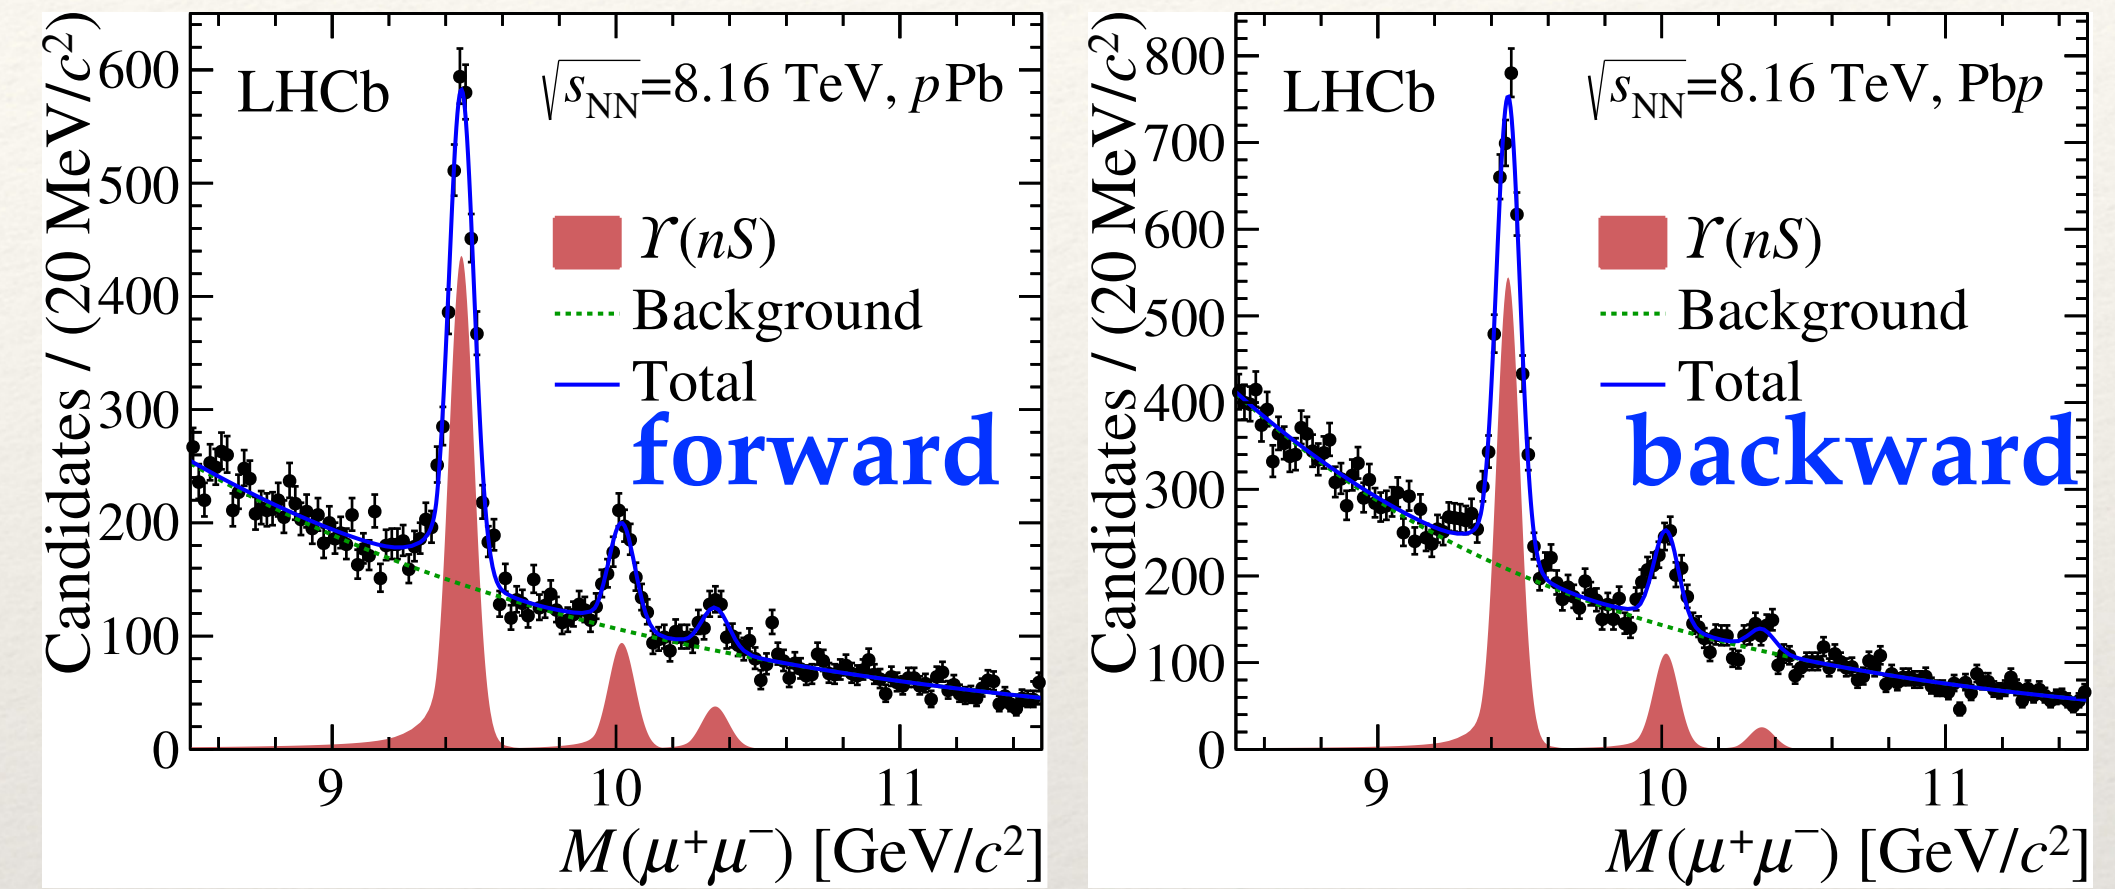 Candidates / (20 MeV/c²)
600
500
400
300
200
100
0
LHCb
√sNN=8.16 TeV, pPb
ϒ(nS)
Background
Total
forward
9
10
11
M(μ⁺μ⁻) [GeV/c²]
Candidates / (20 MeV/c²)
800
700
600
500
400
300
200
100
0
LHCb
√sNN=8.16 TeV, Pbp
ϒ(nS)
Background
Total
backward
9
10
11
M(μ⁺μ⁻) [GeV/c²]